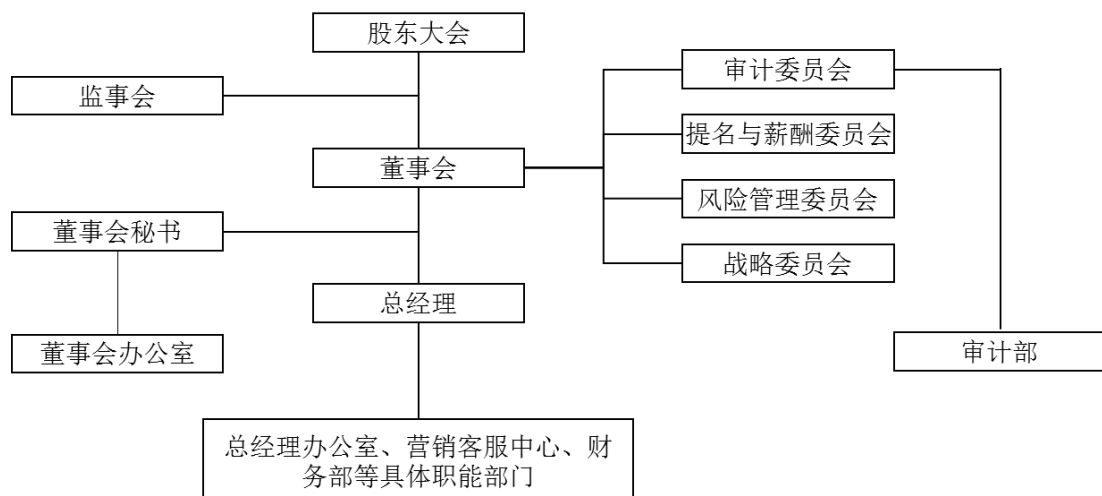 股东大会
审计委员会
监事会
提名与薪酬委员会
董事会
风险管理委员会
董事会秘书
战略委员会
总经理
董事会办公室
审计部
总经理办公室、营销客服中心、财
务部等具体职能部门